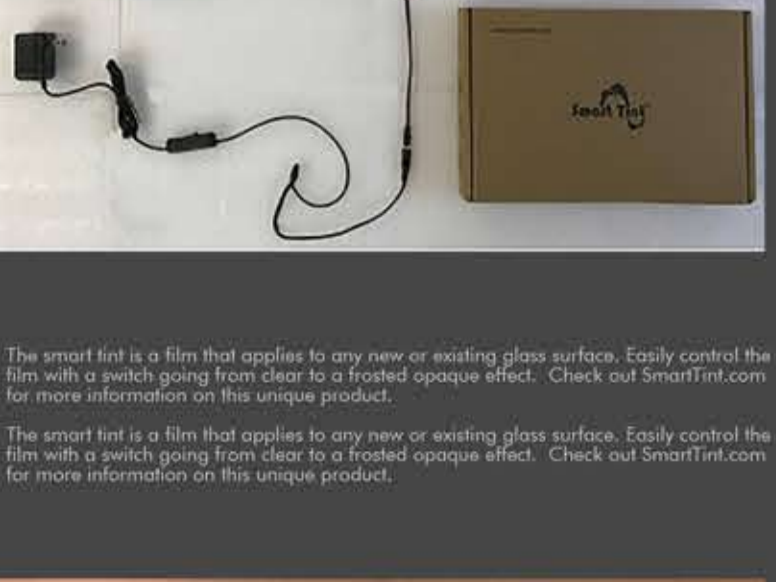 Smart Tint
The smart tint is a film that applies to any new or existing glass surface. Easily control the
film with a switch going from clear to a frosted opaque effect.  Check out SmartTint.com
for more information on this unique product.
The smart tint is a film that applies to any new or existing glass surface. Easily control the
film with a switch going from clear to a frosted opaque effect.  Check out SmartTint.com
for more information on this unique product.